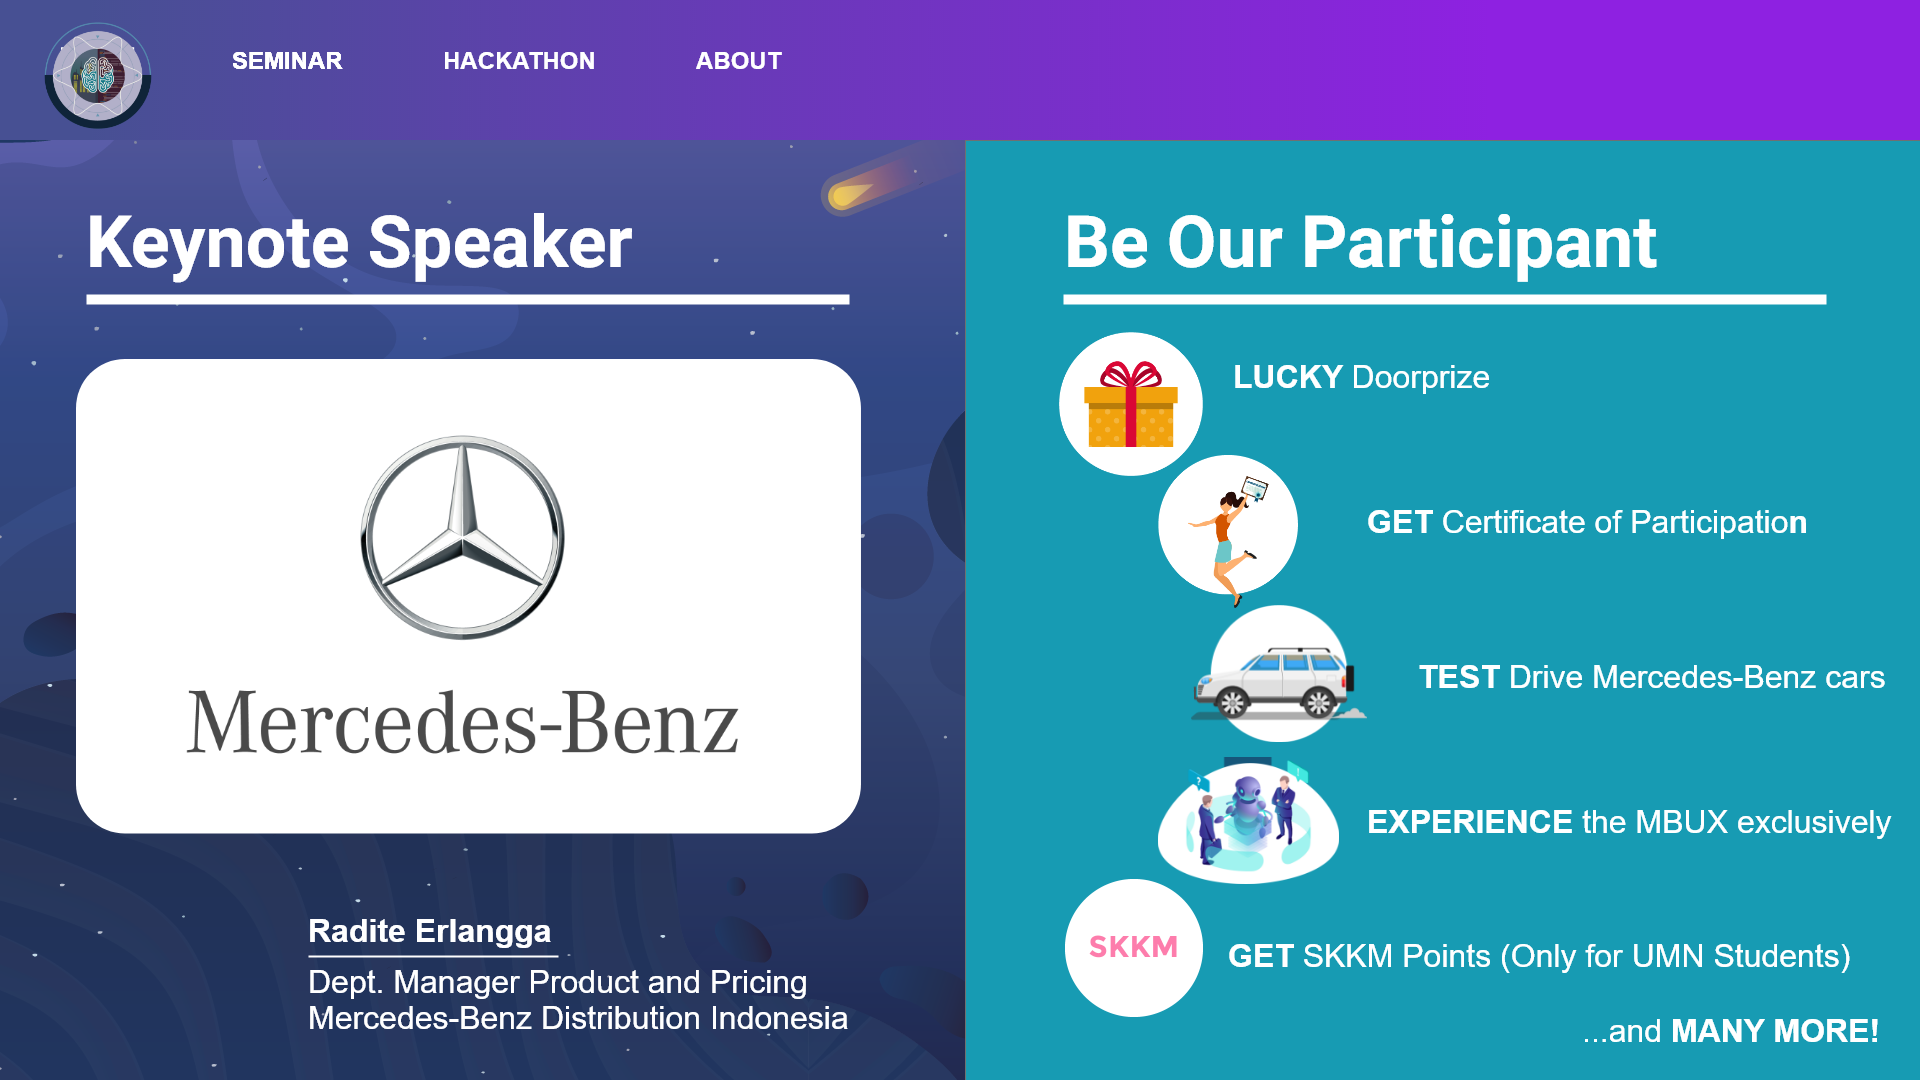 SEMINAR HACKATHON ABOUT
Keynote Speaker
Mercedes-Benz
Radite Erlangga
Dept. Manager Product and Pricing
Mercedes-Benz Distribution Indonesia
Be Our Participant
LUCKY Doorprize
GET Certificate of Participation
TEST Drive Mercedes-Benz cars
EXPERIENCE the MBUX exclusively
SKKM
GET SKKM Points (Only for UMN Students)
...and MANY MORE!